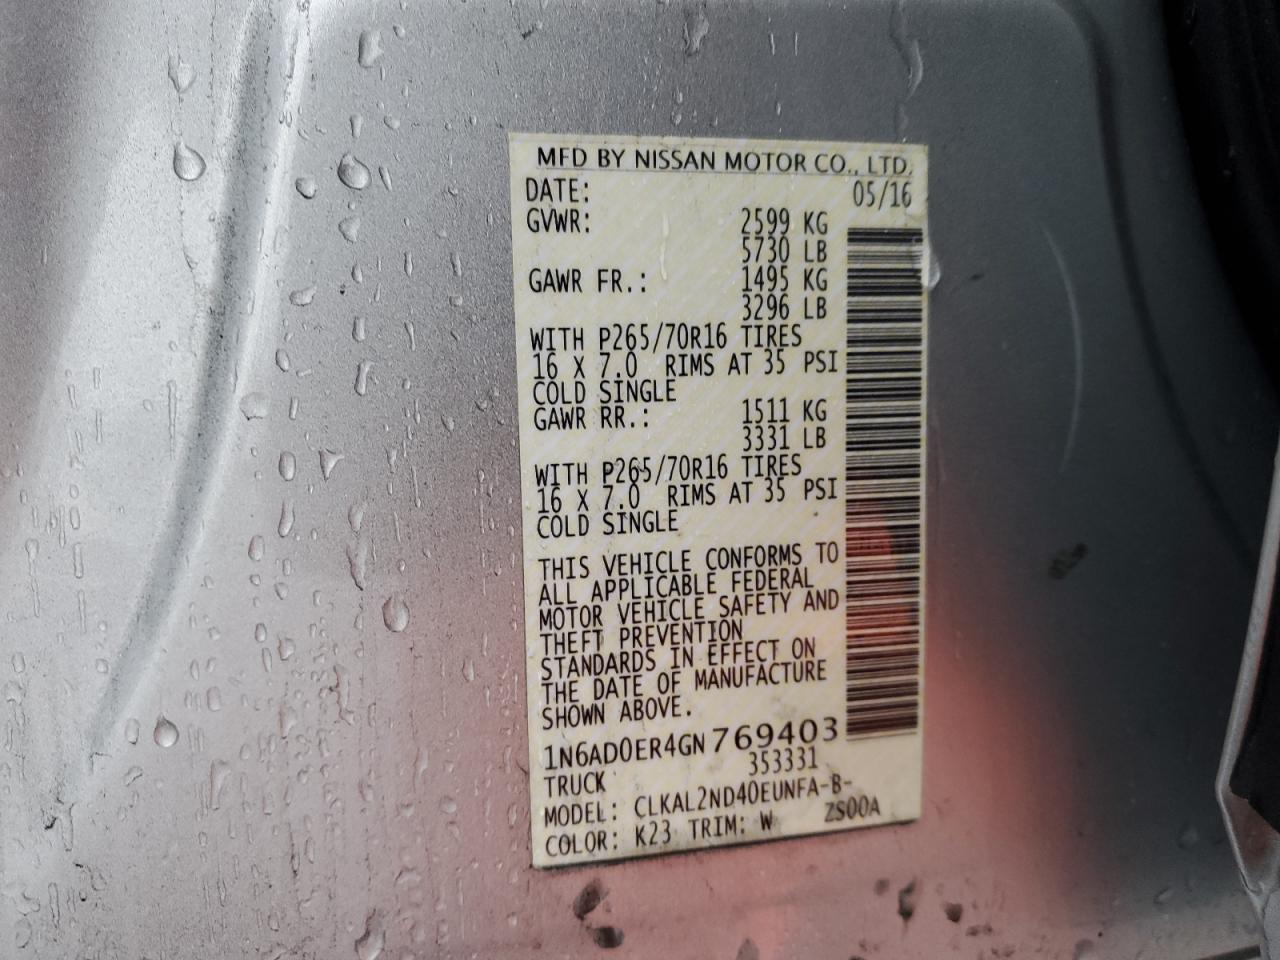 MFD BY NISSAN MOTOR CO., LTD.
DATE: 05/16
GVWR: 2599 KG
5730 LB
GAWR FR.: 1495 KG
3296 LB
WITH P265/70R16 TIRES
16 X 7.0 RIMS AT 35 PSI
COLD SINGLE
GAWR RR.: 1511 KG
3331 LB
WITH P265/70R16 TIRES
16 X 7.0 RIMS AT 35 PSI
COLD SINGLE
THIS VEHICLE CONFORMS TO
ALL APPLICABLE FEDERAL
MOTOR VEHICLE SAFETY AND
THEFT PREVENTION
STANDARDS IN EFFECT ON
THE DATE OF MANUFACTURE
SHOWN ABOVE.
1N6AD0ER4GN769403
TRUCK 353331
MODEL: CLKAL2ND40EUNFA-B-
ZS00A
COLOR: K23 TRIM: W